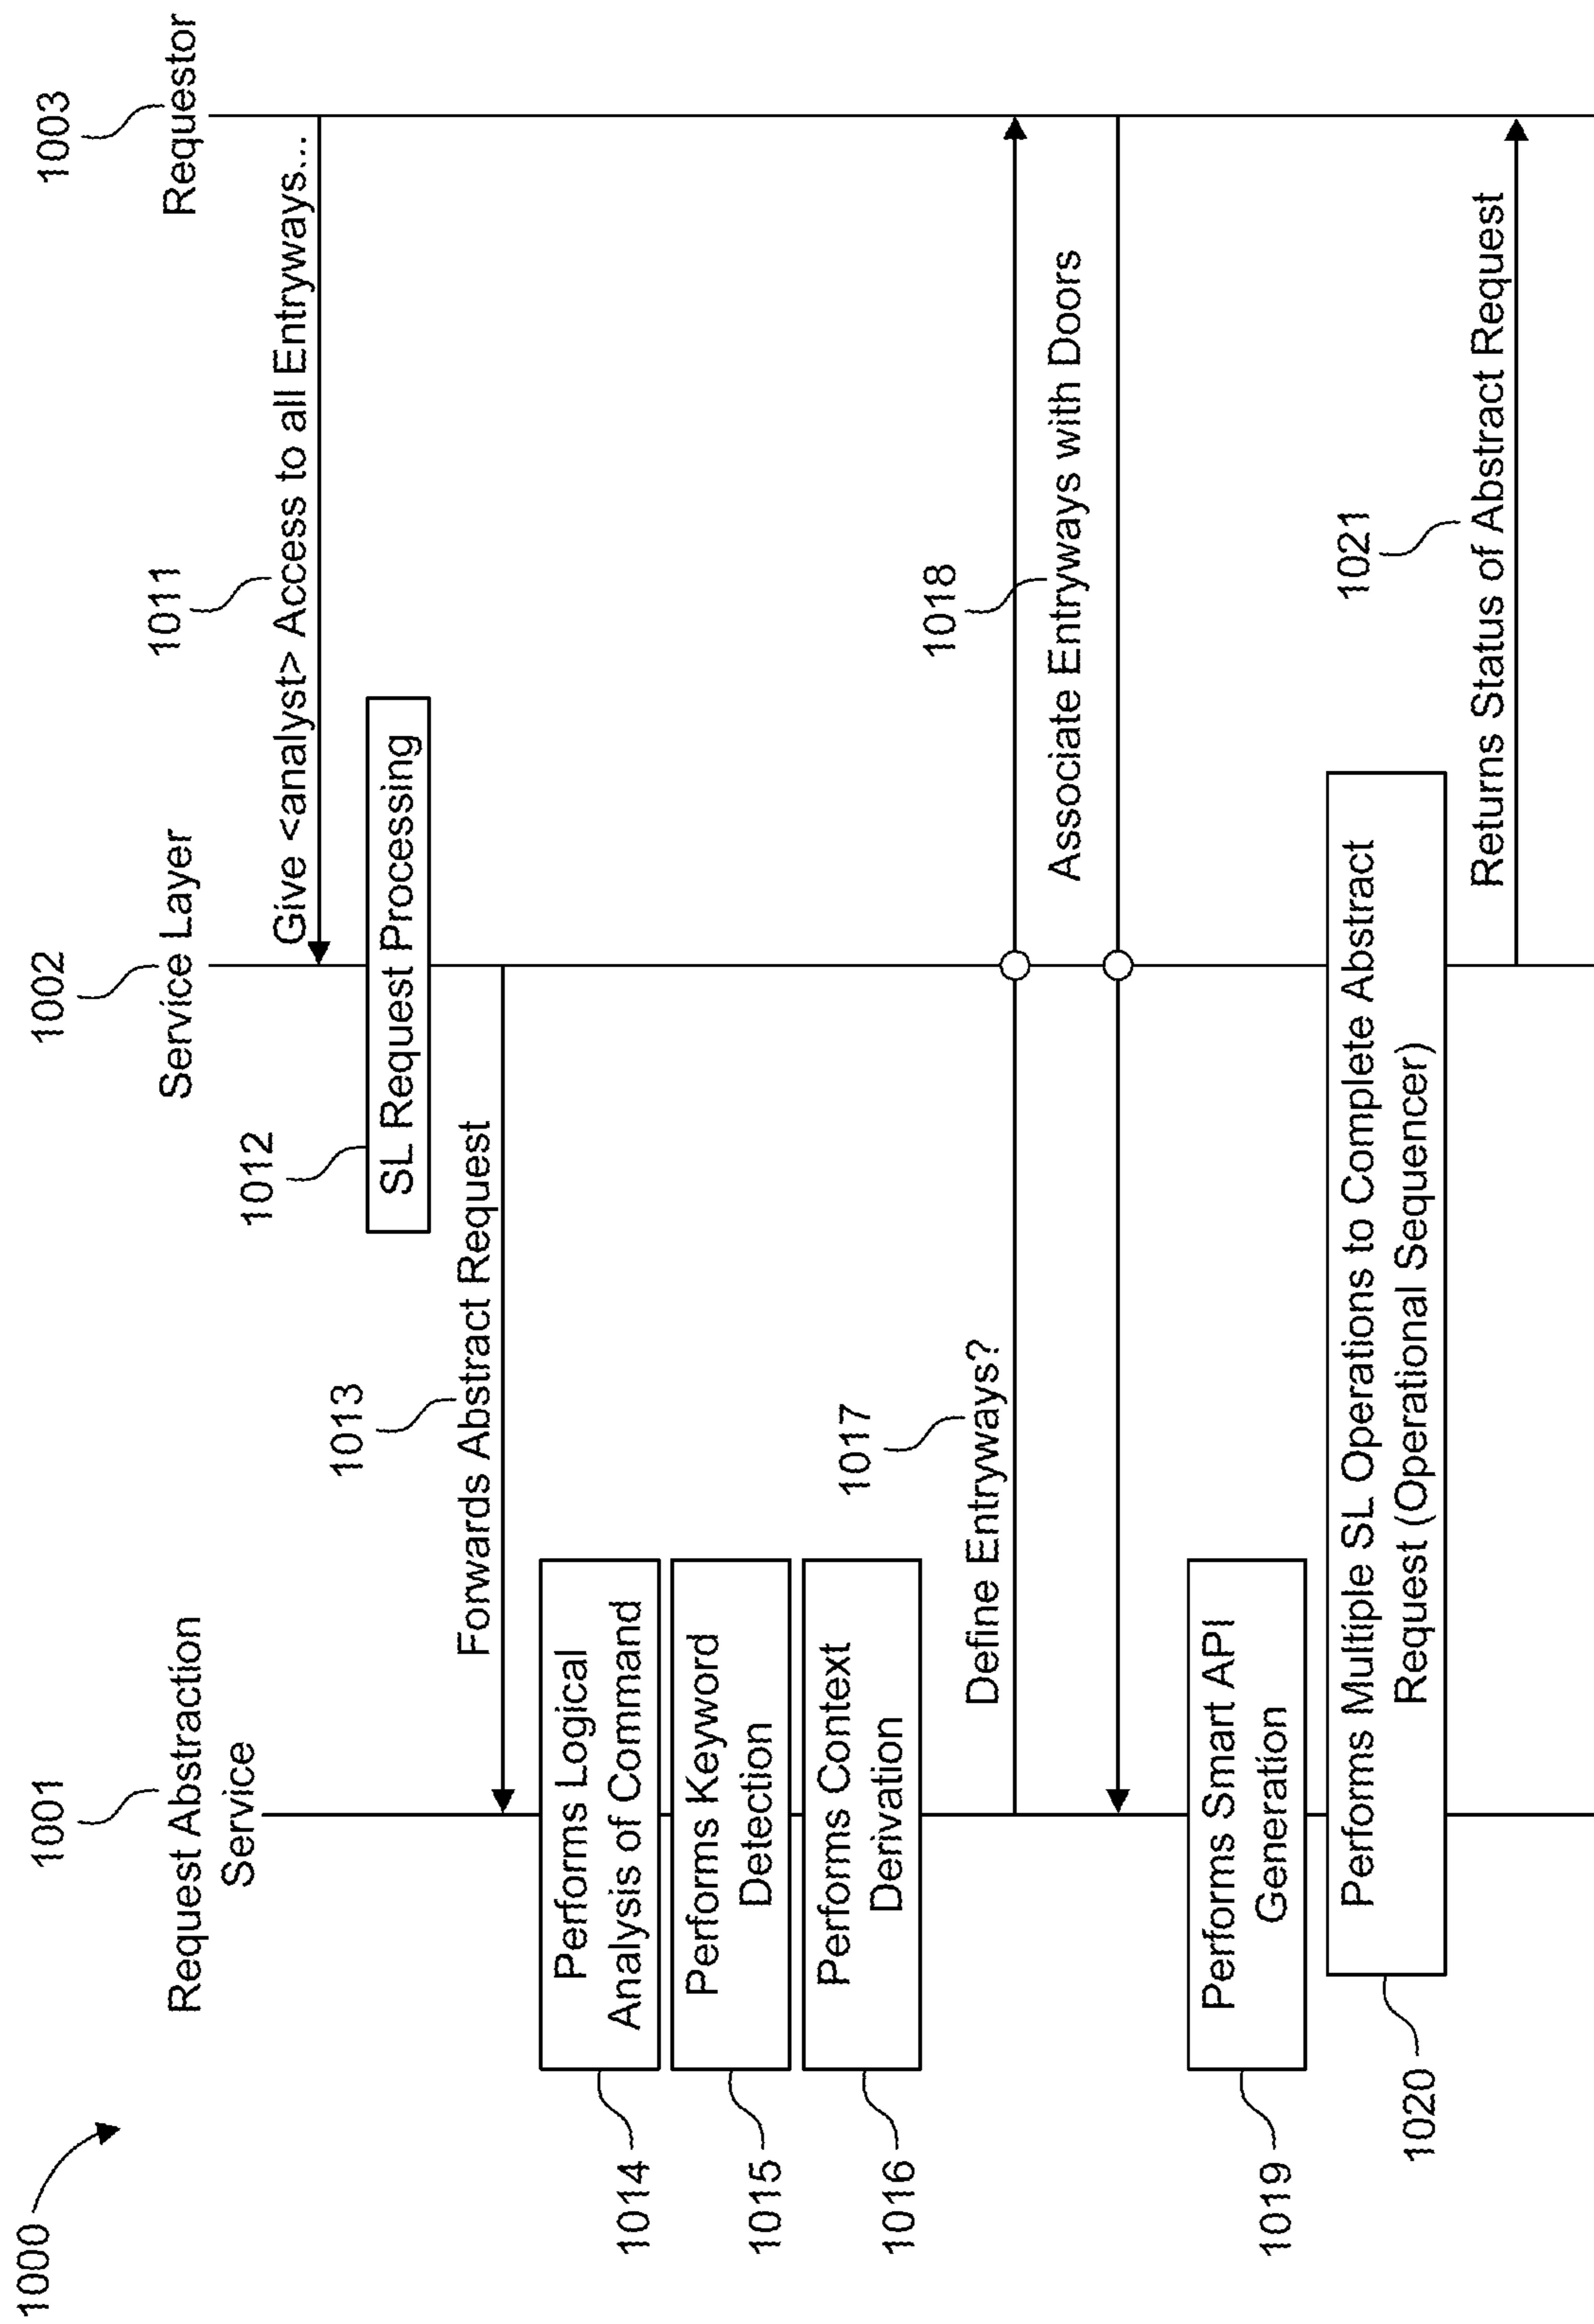 1000
1001
Request Abstraction
Service
1002
Service Layer
1003
Requestor
1011
Give <analyst> Access to all Entryways...
1012
SL Request Processing
1013
Forwards Abstract Request
1014
Performs Logical
Analysis of Command
1015
Performs Keyword
Detection
1016
Performs Context
Derivation
1017
Define Entryways?
1018
Associate Entryways with Doors
1019
Performs Smart API
Generation
1020
Performs Multiple SL Operations to Complete Abstract
Request (Operational Sequencer)
1021
Returns Status of Abstract Request